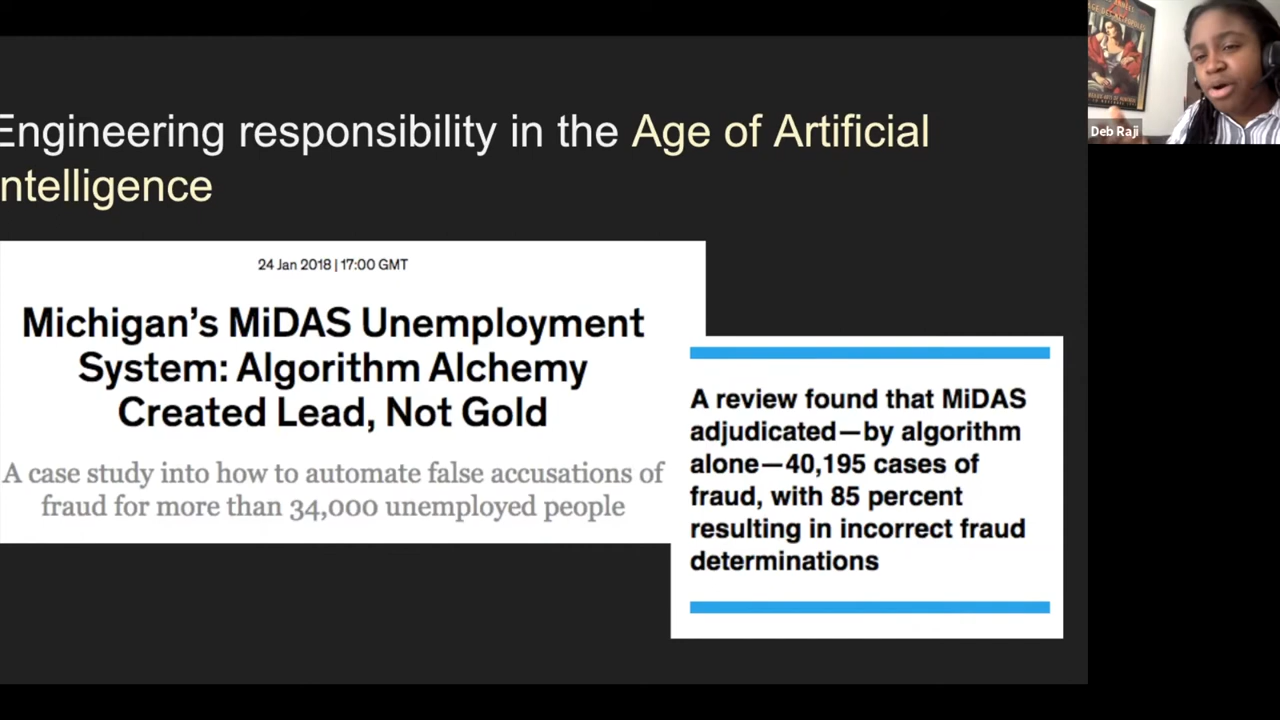 Engineering responsibility in the Age of Artificial
ntelligence
24 Jan 2018 | 17:00 GMT
Michigan's MiDAS Unemployment
System: Algorithm Alchemy
Created Lead, Not Gold
A case study into how to automate false accusations of
fraud for more than 34,000 unemployed people
A review found that MiDAS
adjudicated—by algorithm
alone—40,195 cases of
fraud, with 85 percent
resulting in incorrect fraud
determinations
Deb Raji